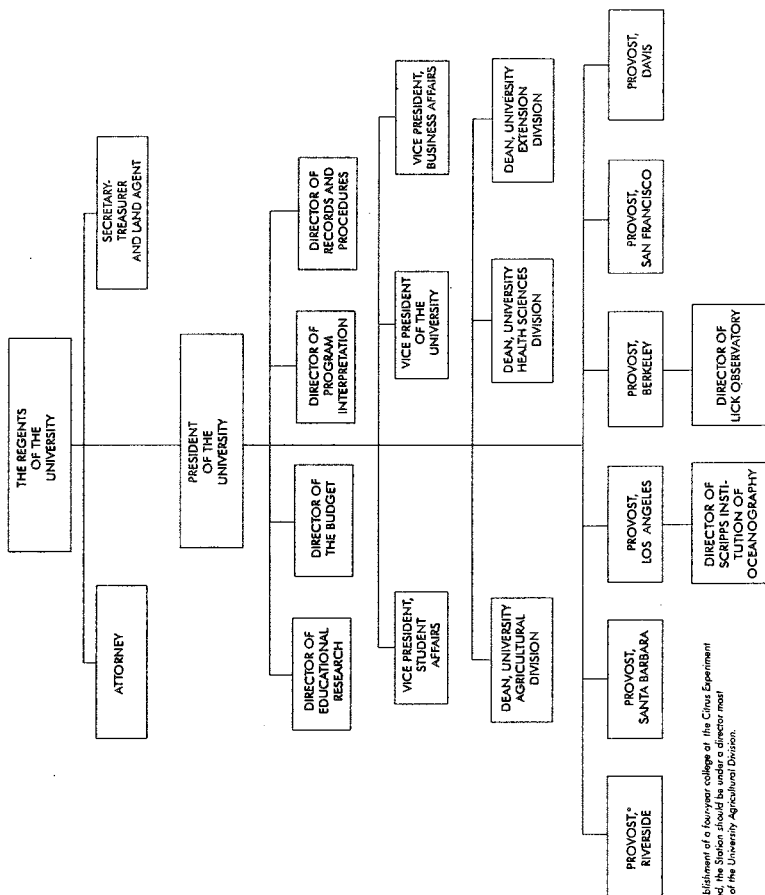 THE REGENTS
OF THE
UNIVERSITY
ATTORNEY
SECRETARY-
TREASURER
AND LAND AGENT
PRESIDENT
OF THE
UNIVERSITY
DIRECTOR OF
EDUCATIONAL
RESEARCH
DIRECTOR OF
THE BUDGET
DIRECTOR OF
PROGRAM
INTERPRETATION
DIRECTOR OF
RECORDS AND
PROCEDURES
VICE PRESIDENT,
STUDENT
AFFAIRS
VICE PRESIDENT
OF THE
UNIVERSITY
VICE PRESIDENT,
BUSINESS AFFAIRS
DEAN, UNIVERSITY
AGRICULTURAL
DIVISION
DEAN, UNIVERSITY
HEALTH SCIENCES
DIVISION
DEAN, UNIVERSITY
EXTENSION
DIVISION
PROVOST,*
RIVERSIDE
PROVOST,
SANTA BARBARA
PROVOST,
LOS ANGELES
PROVOST,
BERKELEY
PROVOST,
SAN FRANCISCO
PROVOST,
DAVIS
DIRECTOR OF
SCRIPPS INSTI-
TUTION OF
OCEANOGRAPHY
DIRECTOR OF
LICK OBSERVATORY
blishment of a four-year college at the Citrus Experiment
ed, the Station should be under a director most
of the University Agricultural Division.